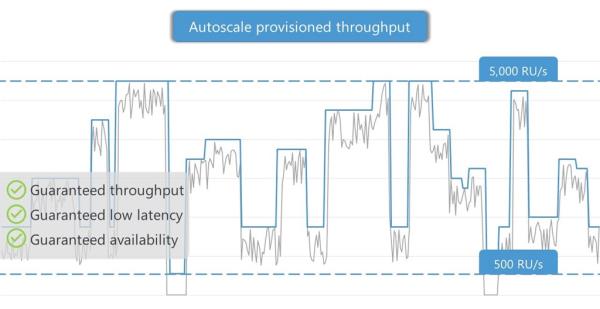 Autoscale provisioned throughput
5,000 RU/s
Guaranteed throughput
Guaranteed low latency
Guaranteed availability
500 RU/s